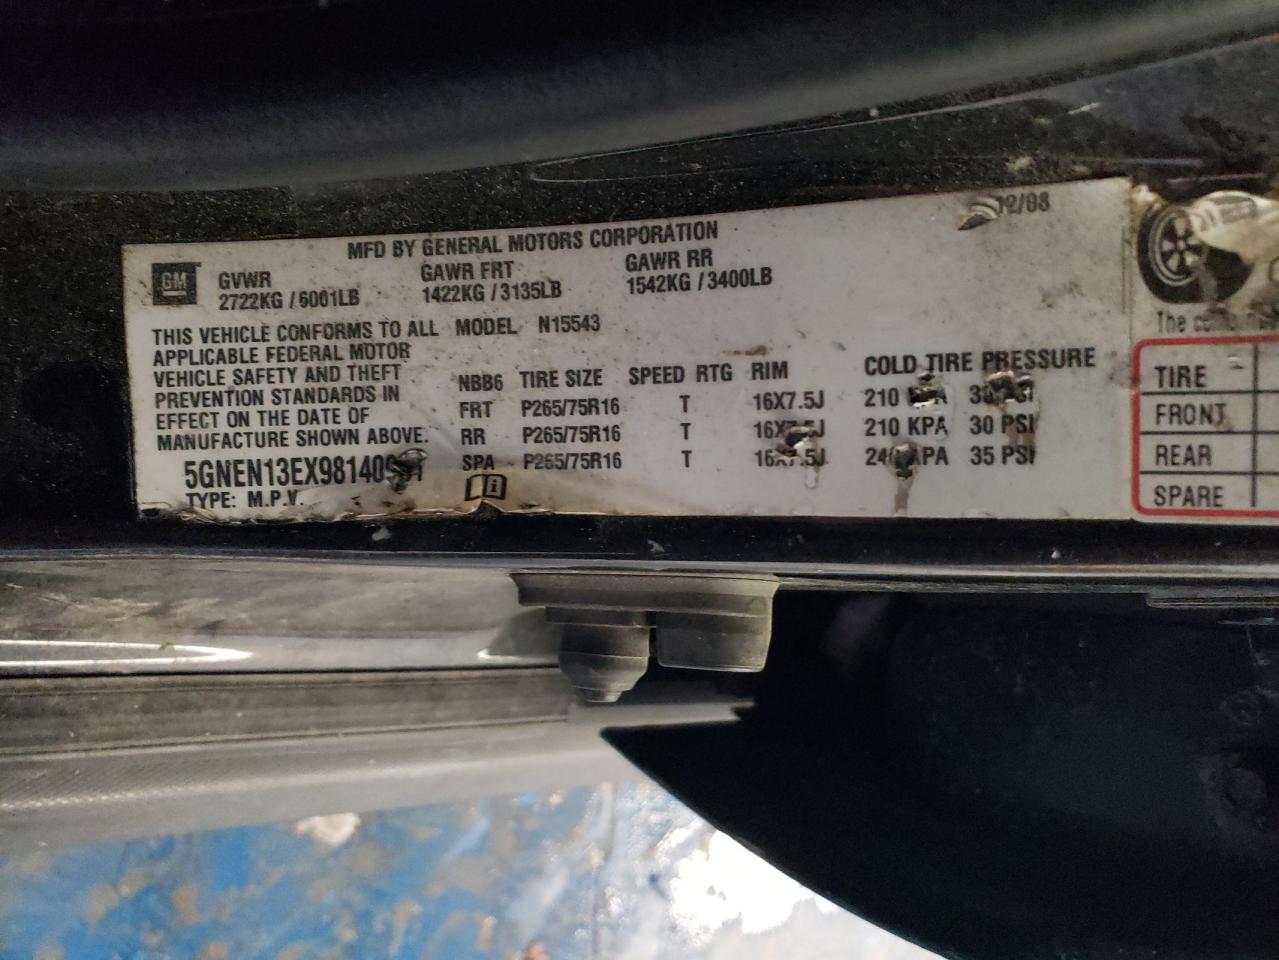 12/08
MFD BY GENERAL MOTORS CORPORATION
GM
GVWR GAWR FRT GAWR RR
2722KG / 6001LB 1422KG / 3135LB 1542KG / 3400LB
THIS VEHICLE CONFORMS TO ALL MODEL N15543
APPLICABLE FEDERAL MOTOR
VEHICLE SAFETY AND THEFT
PREVENTION STANDARDS IN
EFFECT ON THE DATE OF
MANUFACTURE SHOWN ABOVE.
TYPE: M.P.V.
NBB6 TIRE SIZE SPEED RTG RIM COLD TIRE PRESSURE
FRT P265/75R16 T 16X7.5J 210
RR P265/75R16 T 210 KPA 30 PSI
SPA P265/75R16 T 35 PSI
The
TIRE
FRONT
REAR
SPARE